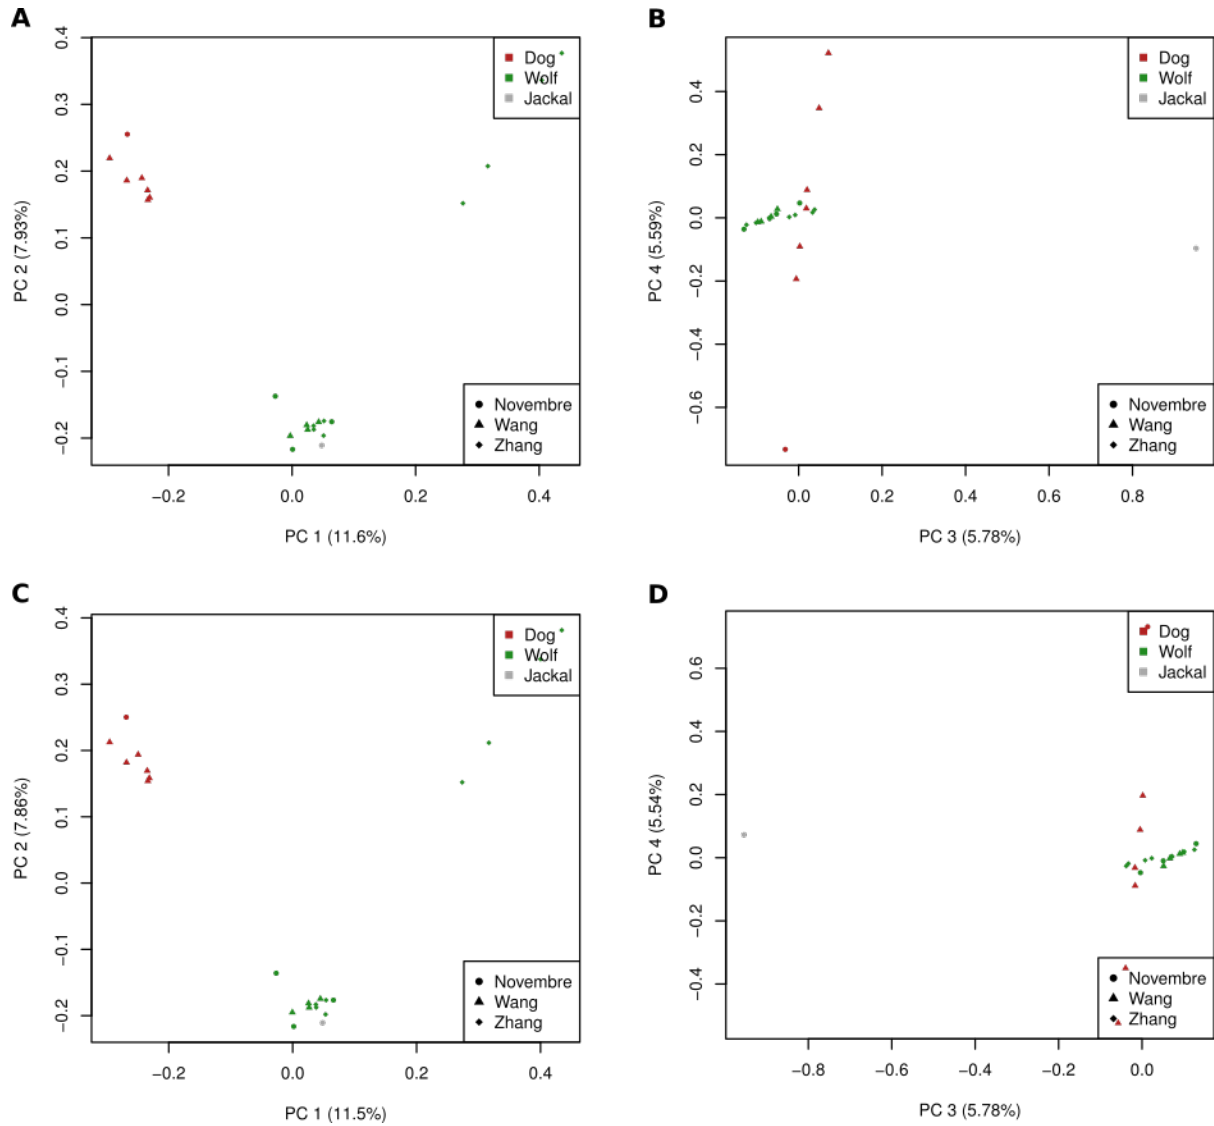 A
0.4
0.3
0.2
0.1
0.0
−0.1
−0.2
PC 2 (7.93%)
−0.2
0.0
0.2
0.4
PC 1 (11.6%)
Dog
Wolf
Jackal
Novembre
Wang
Zhang
B
0.4
0.2
0.0
−0.2
−0.4
−0.6
PC 4 (5.59%)
0.0
0.2
0.4
0.6
0.8
PC 3 (5.78%)
Dog
Wolf
Jackal
Novembre
Wang
Zhang
C
0.4
0.3
0.2
0.1
0.0
−0.1
−0.2
PC 2 (7.86%)
−0.2
0.0
0.2
0.4
PC 1 (11.5%)
Dog
Wolf
Jackal
Novembre
Wang
Zhang
D
0.6
0.4
0.2
0.0
−0.2
−0.4
PC 4 (5.54%)
−0.8
−0.6
−0.4
−0.2
0.0
PC 3 (5.78%)
Dog
Wolf
Jackal
Novembre
Wang
Zhang